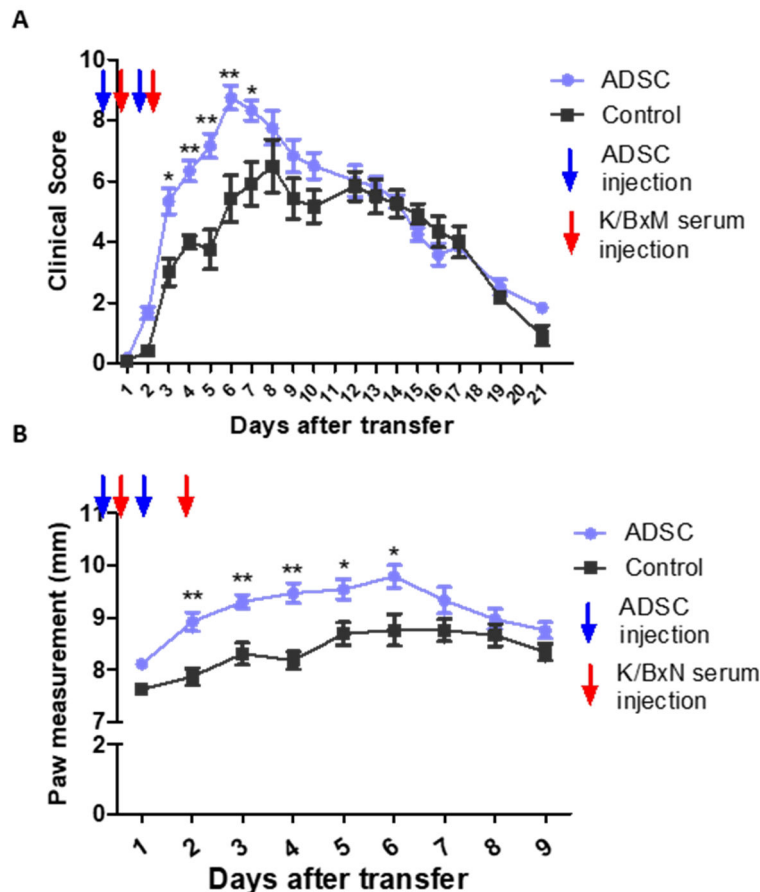 A
10
8
6
4
2
0
Clinical Score
* ** ** ** *
ADSC
Control
ADSC
injection
K/BxM serum
injection
1 2 3 4 5 6 7 8 9 10 11 12 13 14 15 16 17 18 19 20 21
Days after transfer
B
11
10
9
8
7
2
0
Paw measurement (mm)
** ** ** * *
ADSC
Control
ADSC
injection
K/BxN serum
injection
1 2 3 4 5 6 7 8 9
Days after transfer